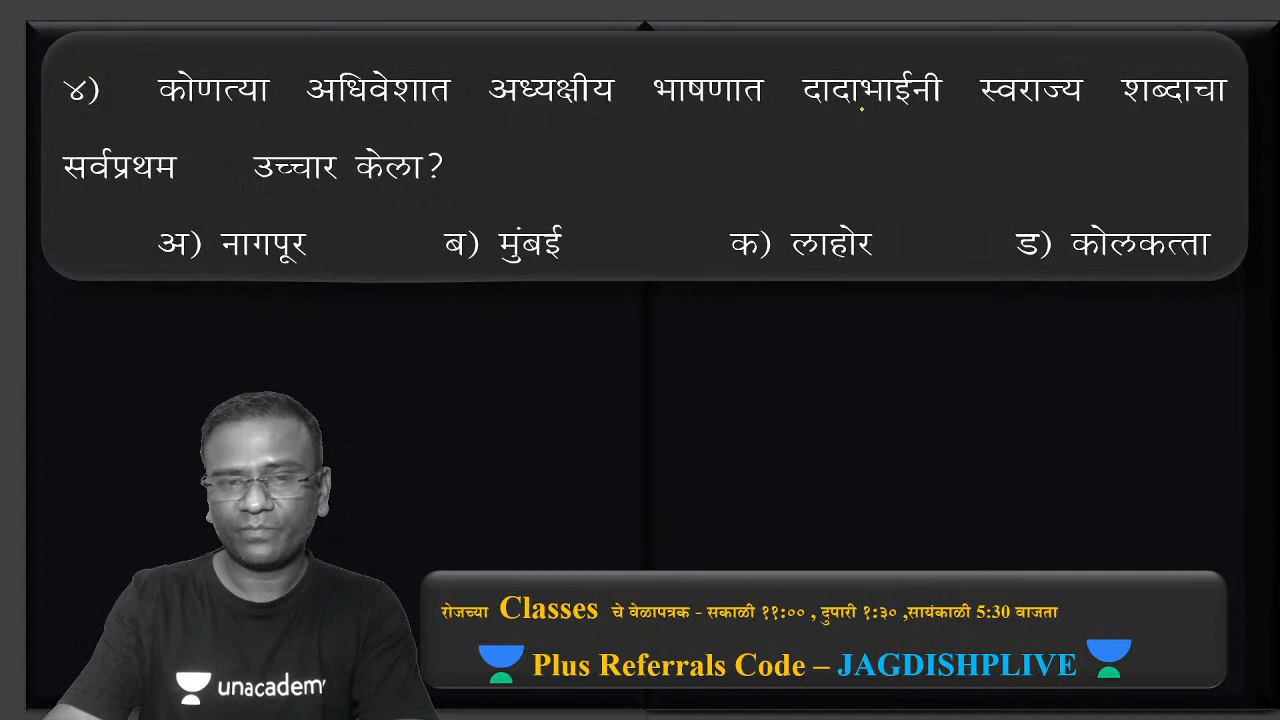 ४) कोणत्या अधिवेशात अध्यक्षीय भाषणात दादाभाईनी स्वराज्य शब्दाचा
सर्वप्रथम उच्चार केला?
अ) नागपूर ब) मुंबई क) लाहोर ड) कोलकत्ता
रोजच्या Classes चे वेळापत्रक - सकाळी ११:०० , दुपारी १:३० ,सायंकाळी 5:30 वाजता
Plus Referrals Code – JAGDISHPLIVE
unacademy